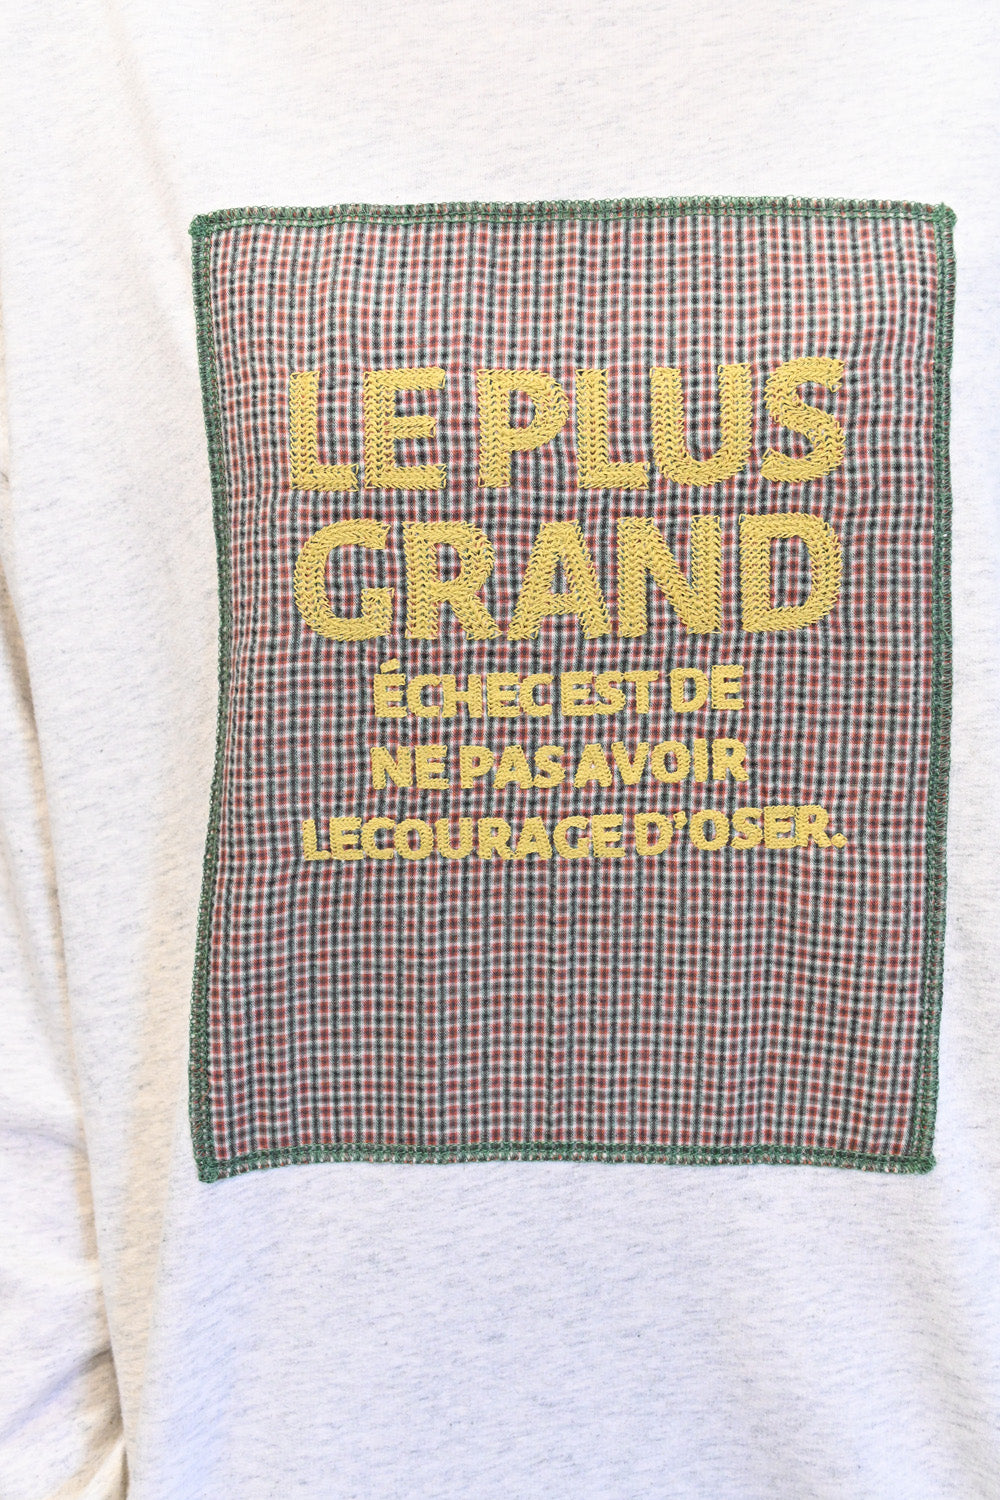 LE PLUS
GRAND
ÉCHEC EST DE
NE PAS AVOIR
LE COURAGE D'OSER.